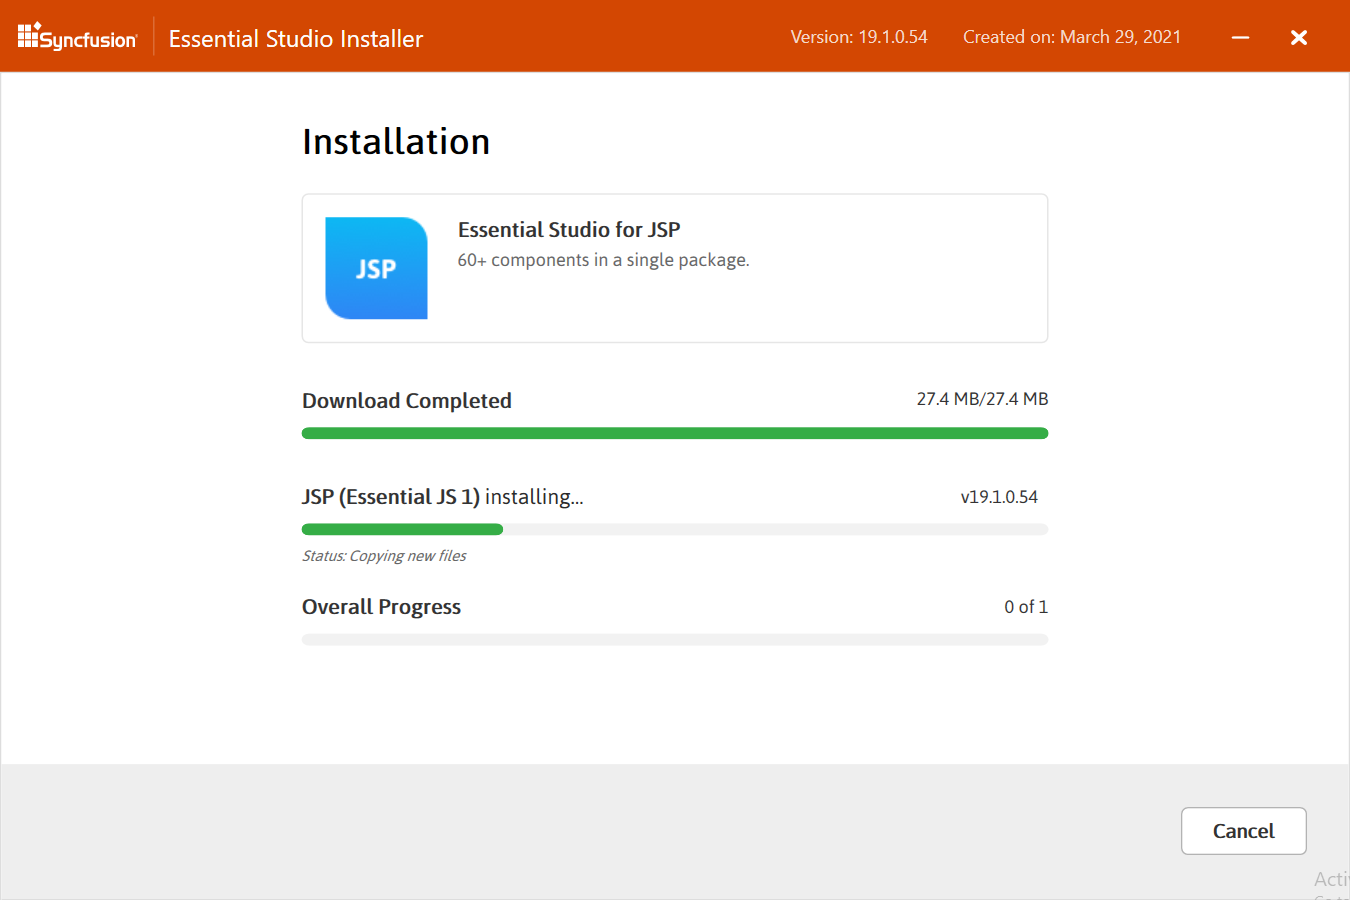 Syncfusion
Essential Studio Installer
Version: 19.1.0.54
Created on: March 29, 2021
Installation
JSP
Essential Studio for JSP
60+ components in a single package.
Download Completed
27.4 MB/27.4 MB
JSP (Essential JS 1) installing...
v19.1.0.54
Status: Copying new files
Overall Progress
0 of 1
Cancel
Acti